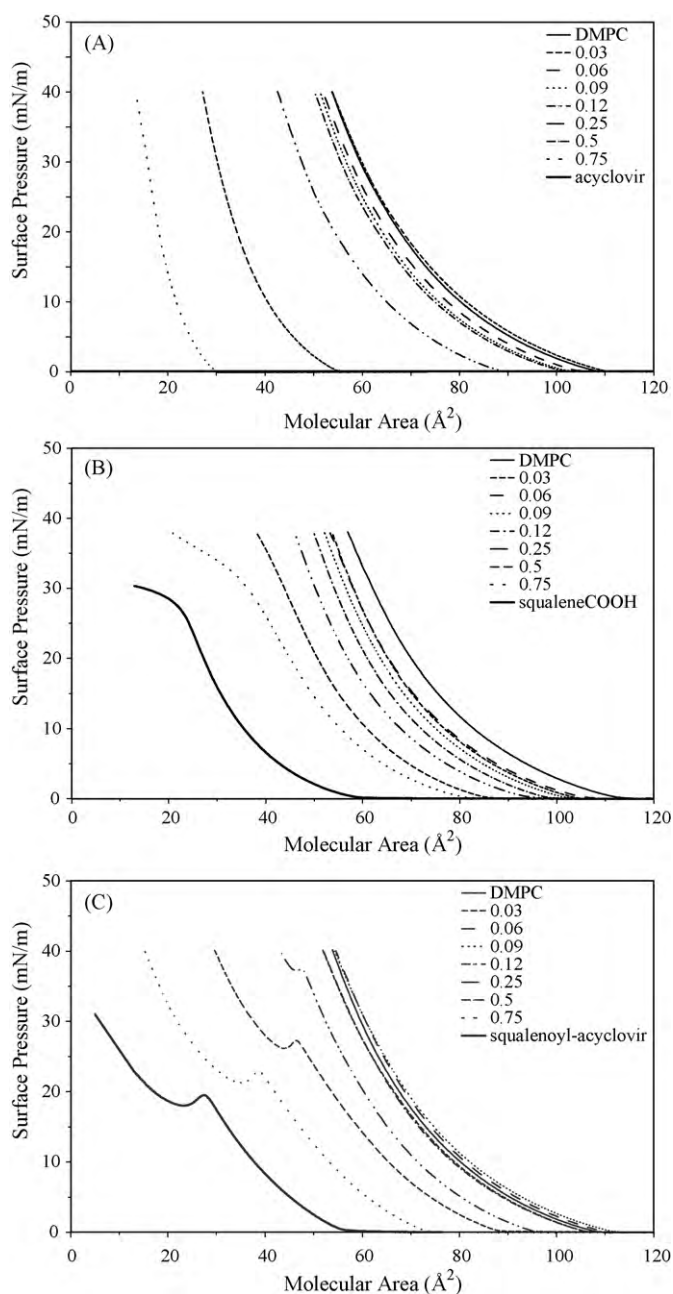 (A)
DMPC
0.03
0.06
0.09
0.12
0.25
0.5
0.75
acyclovir
50
40
30
20
10
0
Surface Pressure (mN/m)
0 20 40 60 80 100 120
Molecular Area (Å²)
(B)
DMPC
0.03
0.06
0.09
0.12
0.25
0.5
0.75
squaleneCOOH
50
40
30
20
10
0
Surface Pressure (mN/m)
0 20 40 60 80 100 120
Molecular Area (Å²)
(C)
DMPC
0.03
0.06
0.09
0.12
0.25
0.5
0.75
squalenoyl-acyclovir
50
40
30
20
10
0
Surface Pressure (mN/m)
0 20 40 60 80 100 120
Molecular Area (Å²)